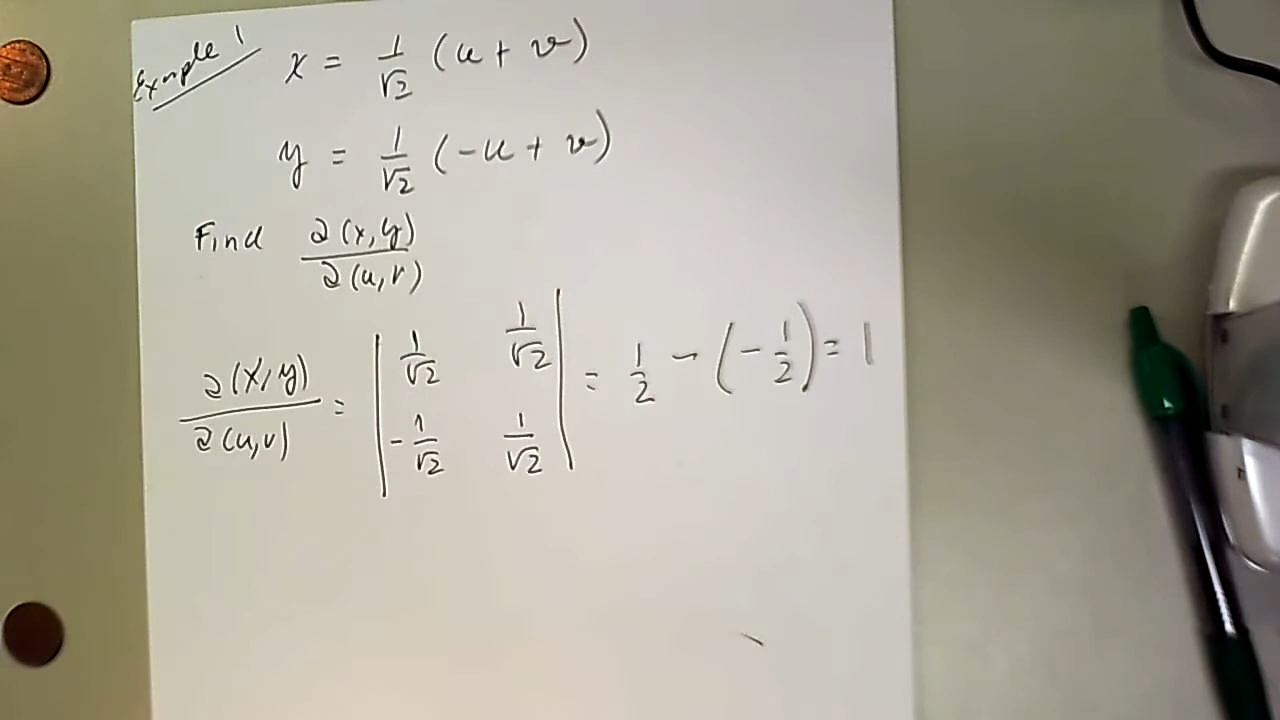 Example 1
x = 1/√2 (u + v)
y = 1/√2 (-u + v)
Find ∂(x,y)/∂(u,v)
∂(x,y)/∂(u,v) = | 1/√2 1/√2 | = 1/2 - (-1/2) = 1
| -1/√2 1/√2 |